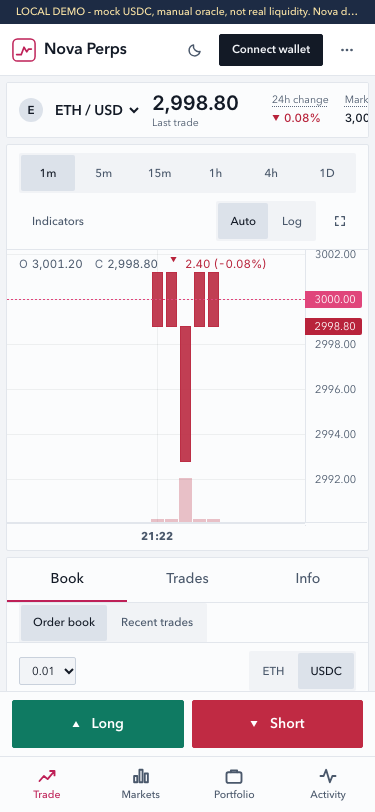 LOCAL DEMO - mock USDC, manual oracle, not real liquidity. Nova d...
Nova Perps
Connect wallet
E
ETH / USD
2,998.80
Last trade
24h change
▼ 0.08%
Mark
3,00
1m 5m 15m 1h 4h 1D
Indicators
Auto Log
O 3,001.20 C 2,998.80 ▼ 2.40 (-0.08%)
3002.00
3000.00
2998.80
2998.00
2996.00
2994.00
2992.00
21:22
Book Trades Info
Order book Recent trades
0.01
ETH USDC
▲ Long
▼ Short
Trade Markets Portfolio Activity